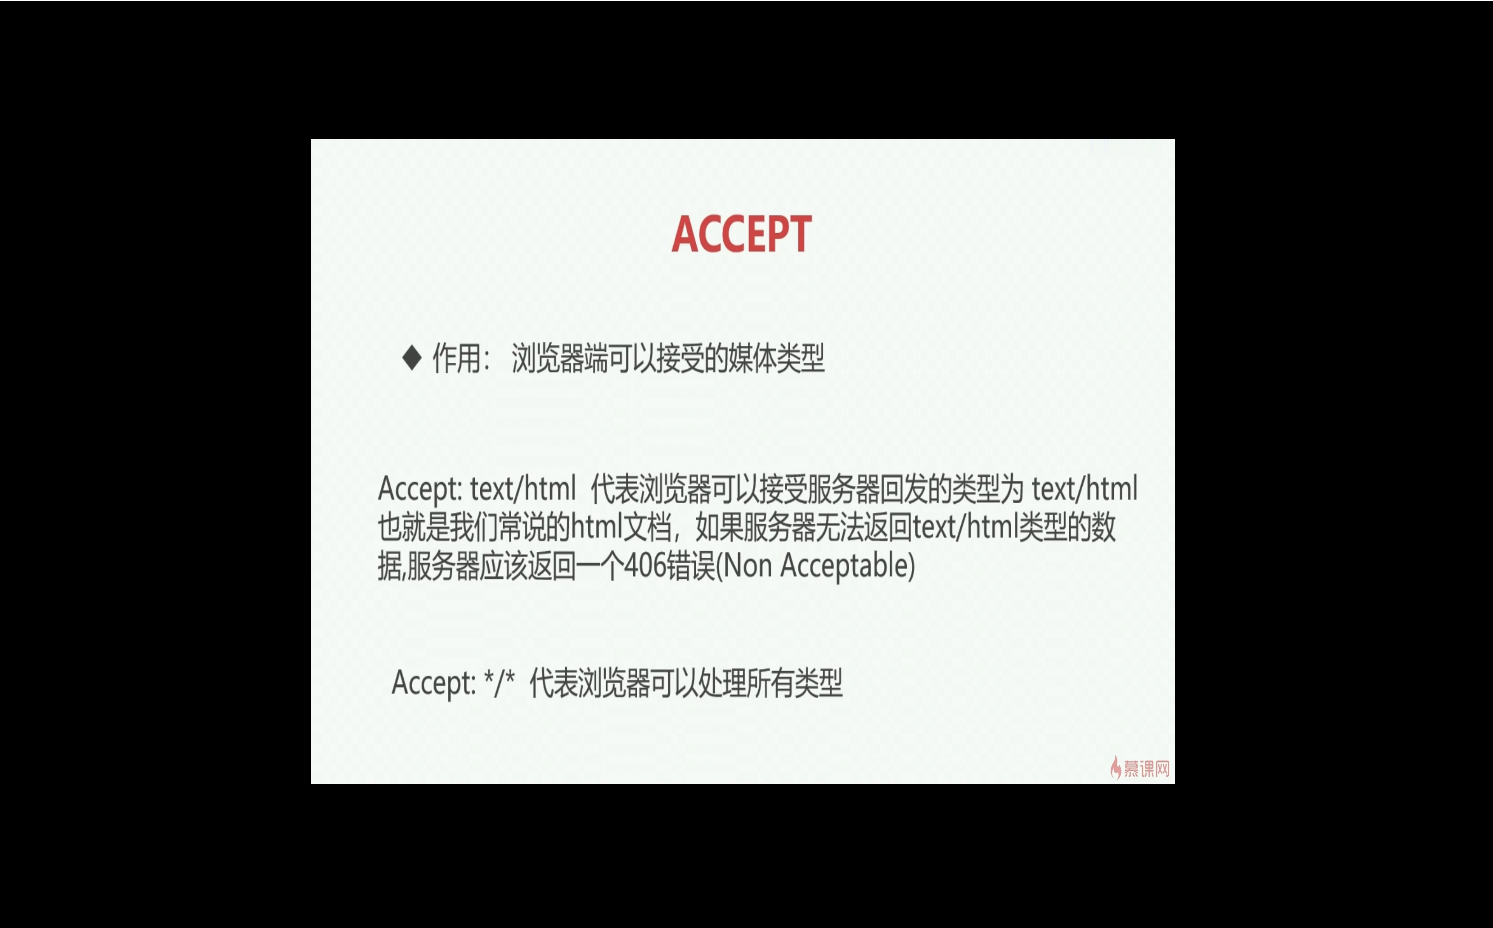 ACCEPT
◆ 作用： 浏览器端可以接受的媒体类型
Accept: text/html 代表浏览器可以接受服务器回发的类型为 text/html
也就是我们常说的html文档，如果服务器无法返回text/html类型的数
据,服务器应该返回一个406错误(Non Acceptable)
Accept: */* 代表浏览器可以处理所有类型
慕课网